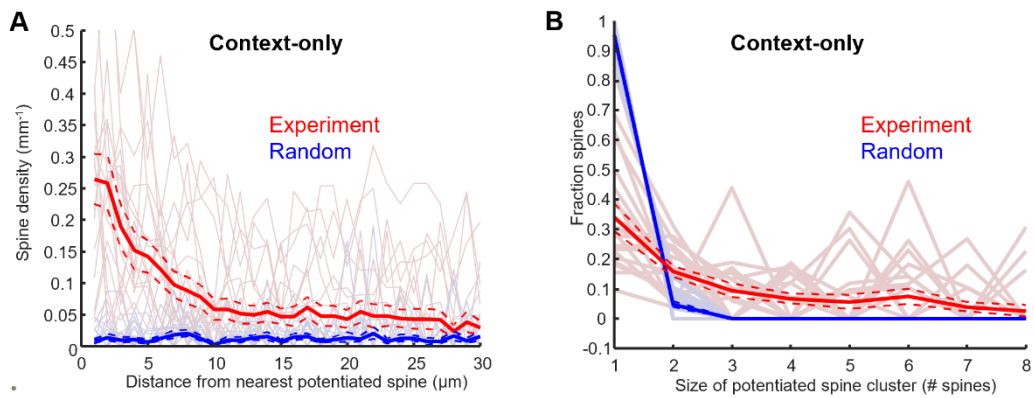 A
Context-only
Experiment
Random
Spine density (mm⁻¹)
0.5
0.45
0.4
0.35
0.3
0.25
0.2
0.15
0.1
0.05
0
0 5 10 15 20 25 30
Distance from nearest potentiated spine (µm)
B
Context-only
Experiment
Random
Fraction spines
1
0.9
0.8
0.7
0.6
0.5
0.4
0.3
0.2
0.1
0
-0.1
1 2 3 4 5 6 7 8
Size of potentiated spine cluster (# spines)